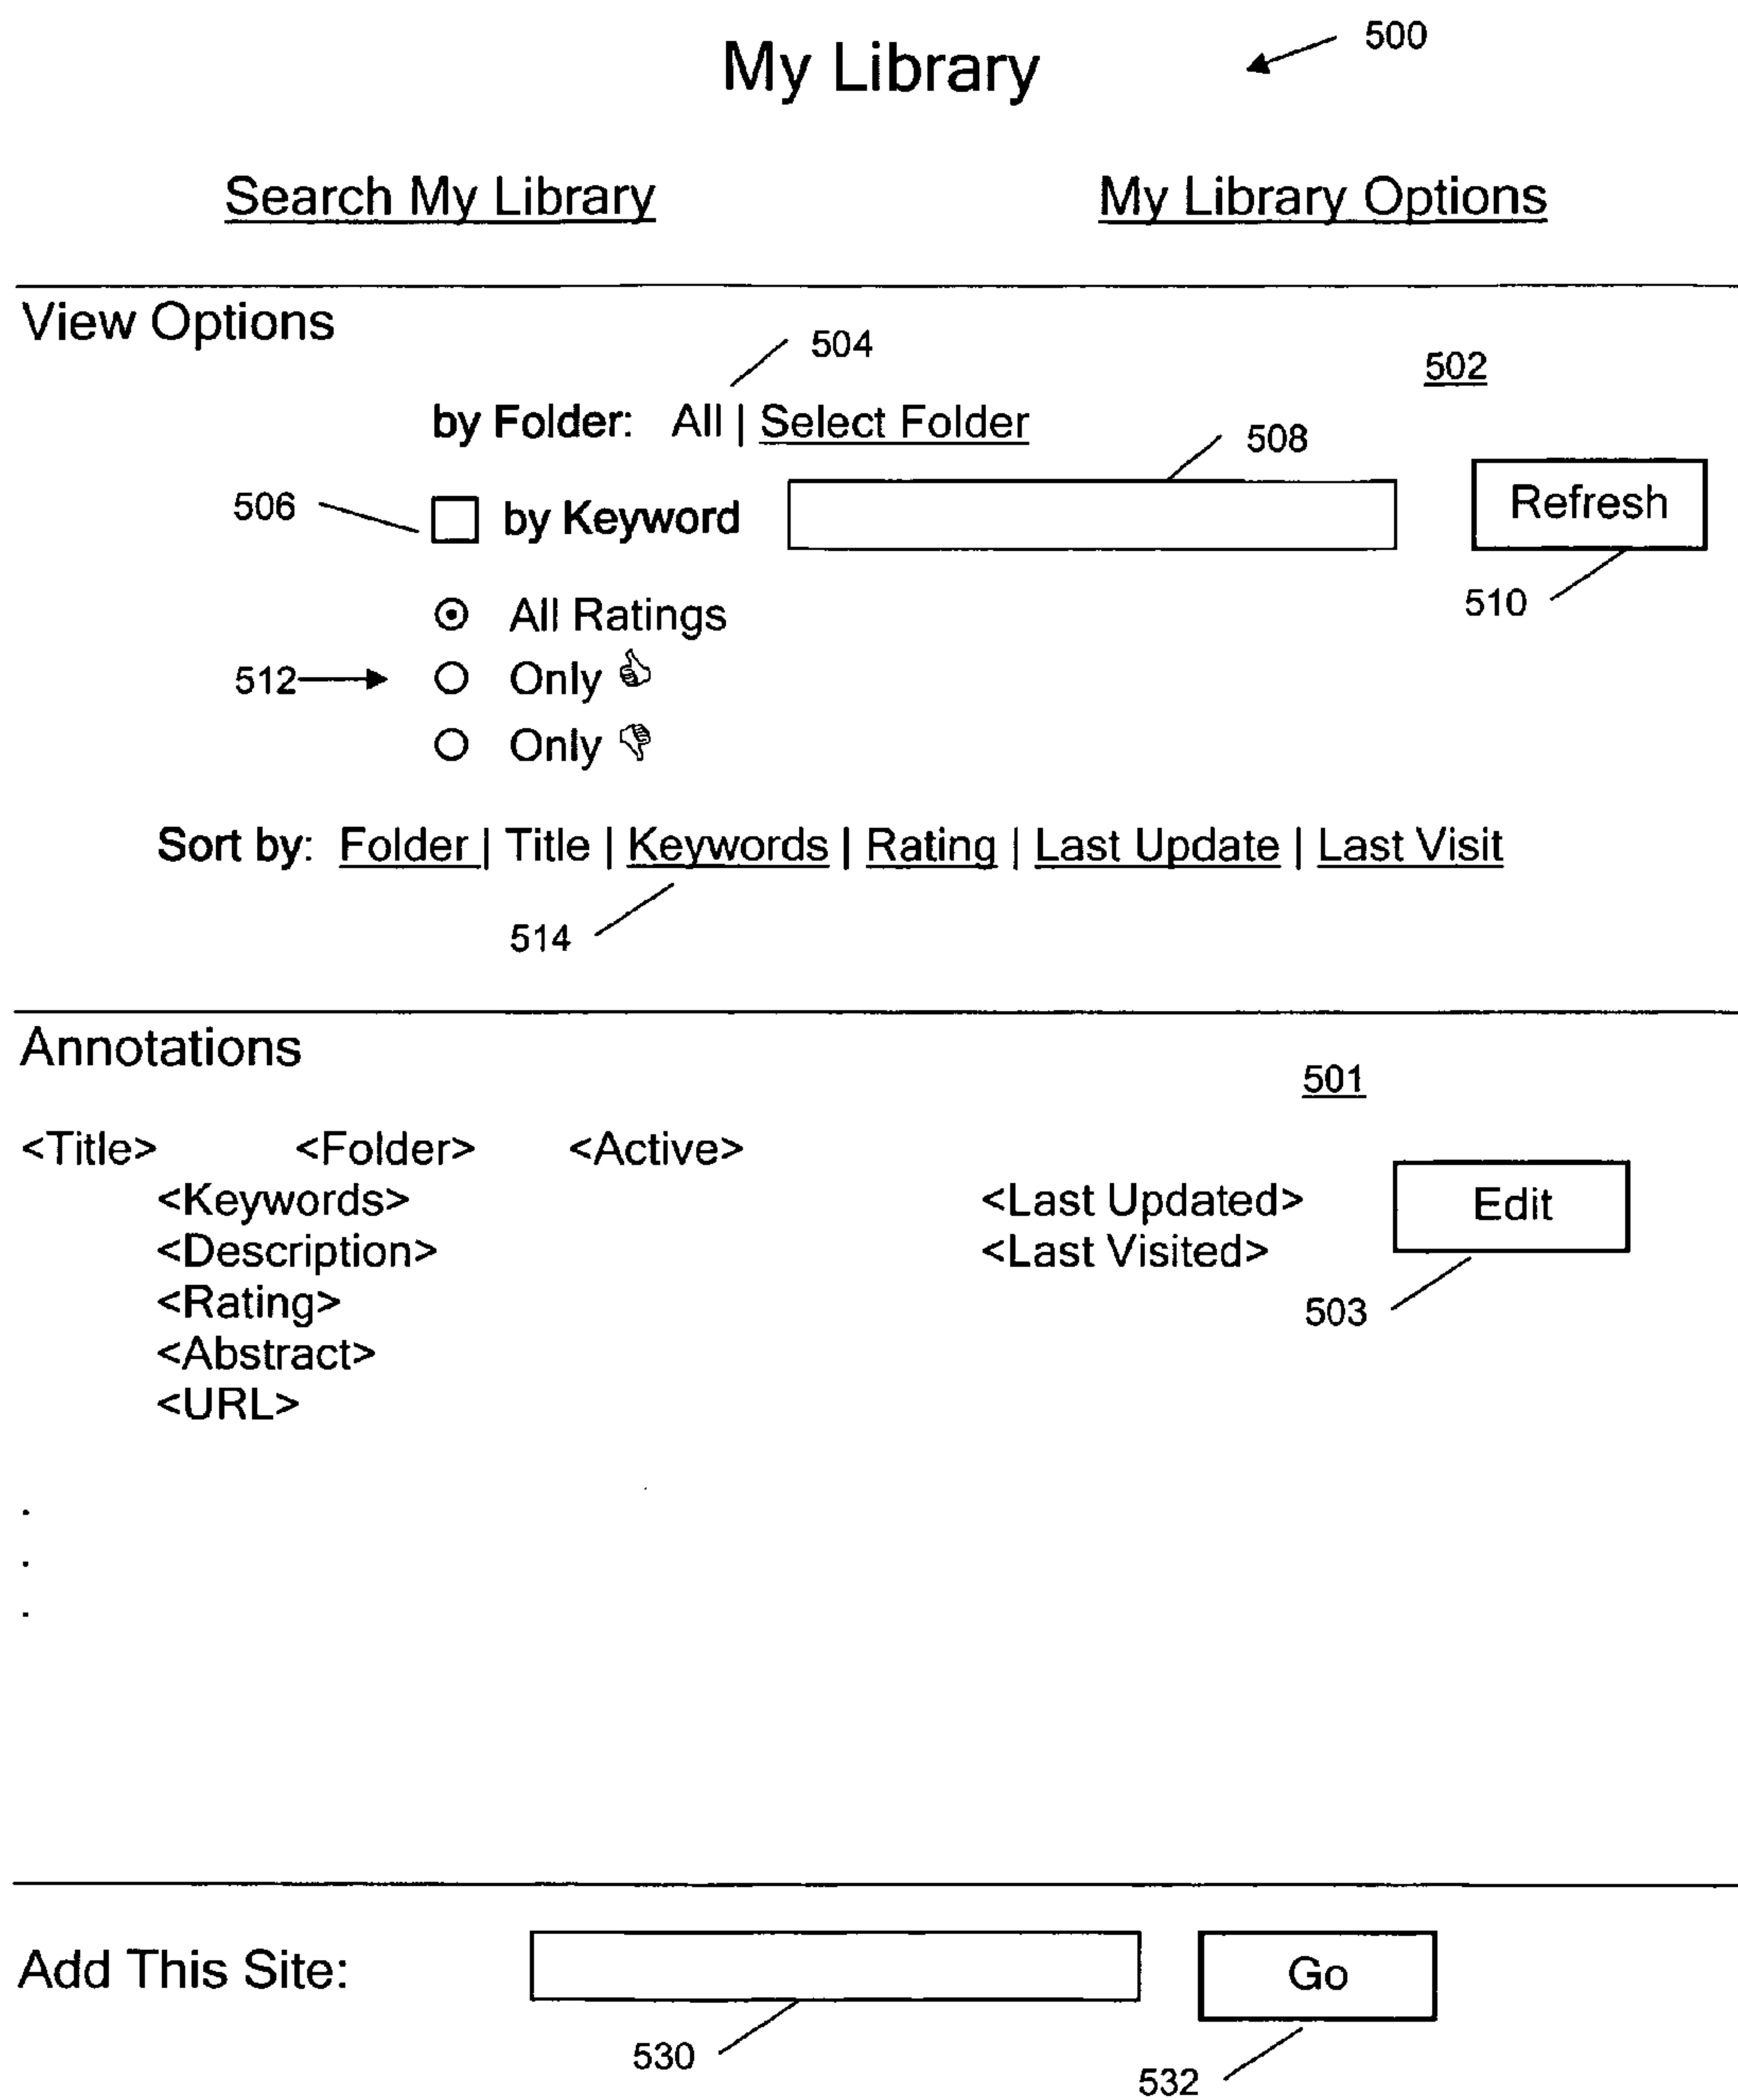 My Library
500
Search My Library My Library Options
View Options
504
502
by Folder: All | Select Folder
508
506
by Keyword
Refresh
510
All Ratings
512
Only 👍
Only 👎
Sort by: Folder | Title | Keywords | Rating | Last Update | Last Visit
514
Annotations
501
<Title> <Folder> <Active>
<Keywords> <Last Updated> Edit
<Description> <Last Visited>
<Rating> 503
<Abstract>
<URL>
.
.
.
Add This Site: Go
530
532